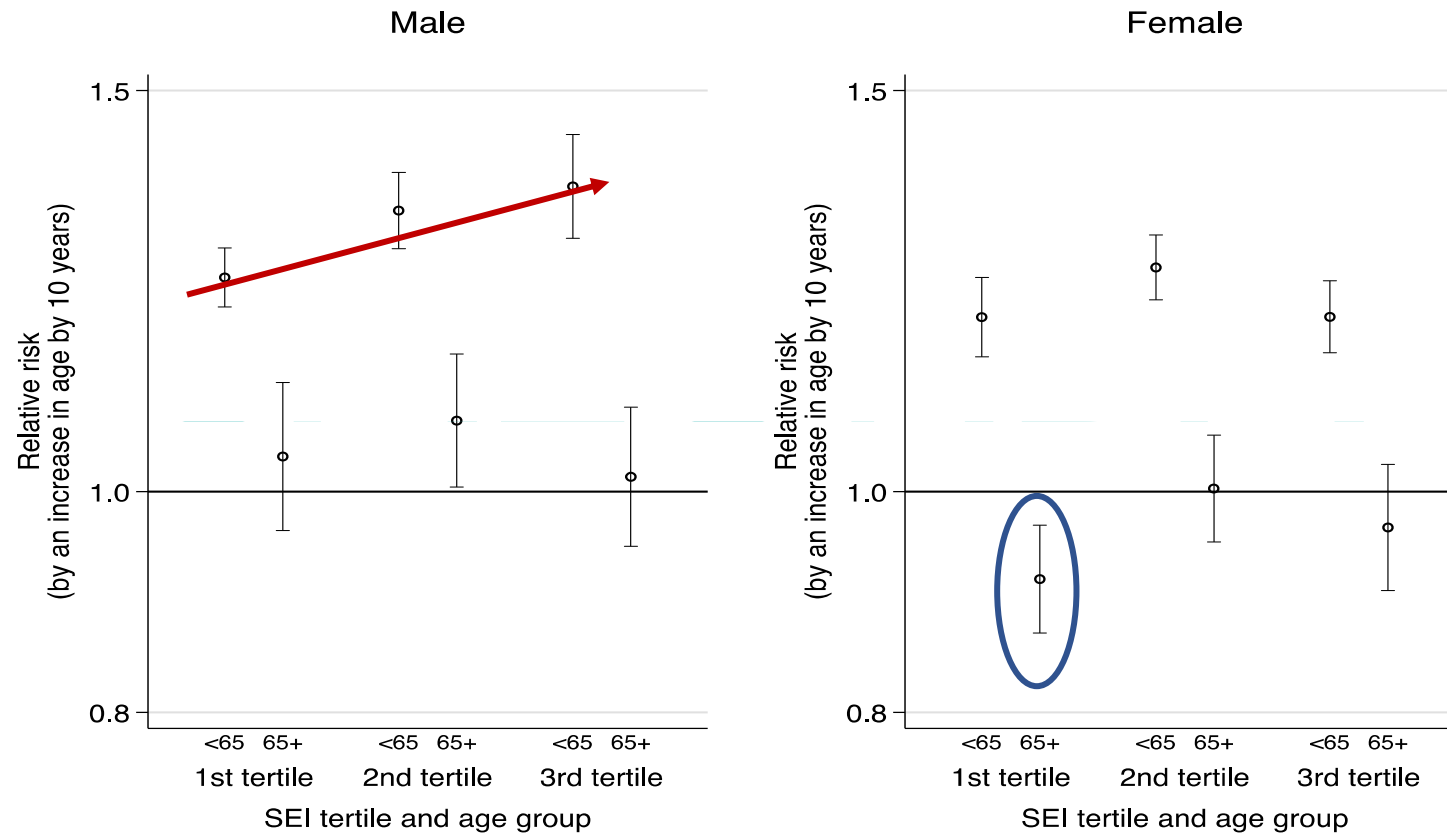 Male
1.5
1.0
0.8
Relative risk
(by an increase in age by 10 years)
<65 65+ <65 65+ <65 65+
1st tertile 2nd tertile 3rd tertile
SEI tertile and age group
Female
1.5
1.0
0.8
Relative risk
(by an increase in age by 10 years)
<65 65+ <65 65+ <65 65+
1st tertile 2nd tertile 3rd tertile
SEI tertile and age group